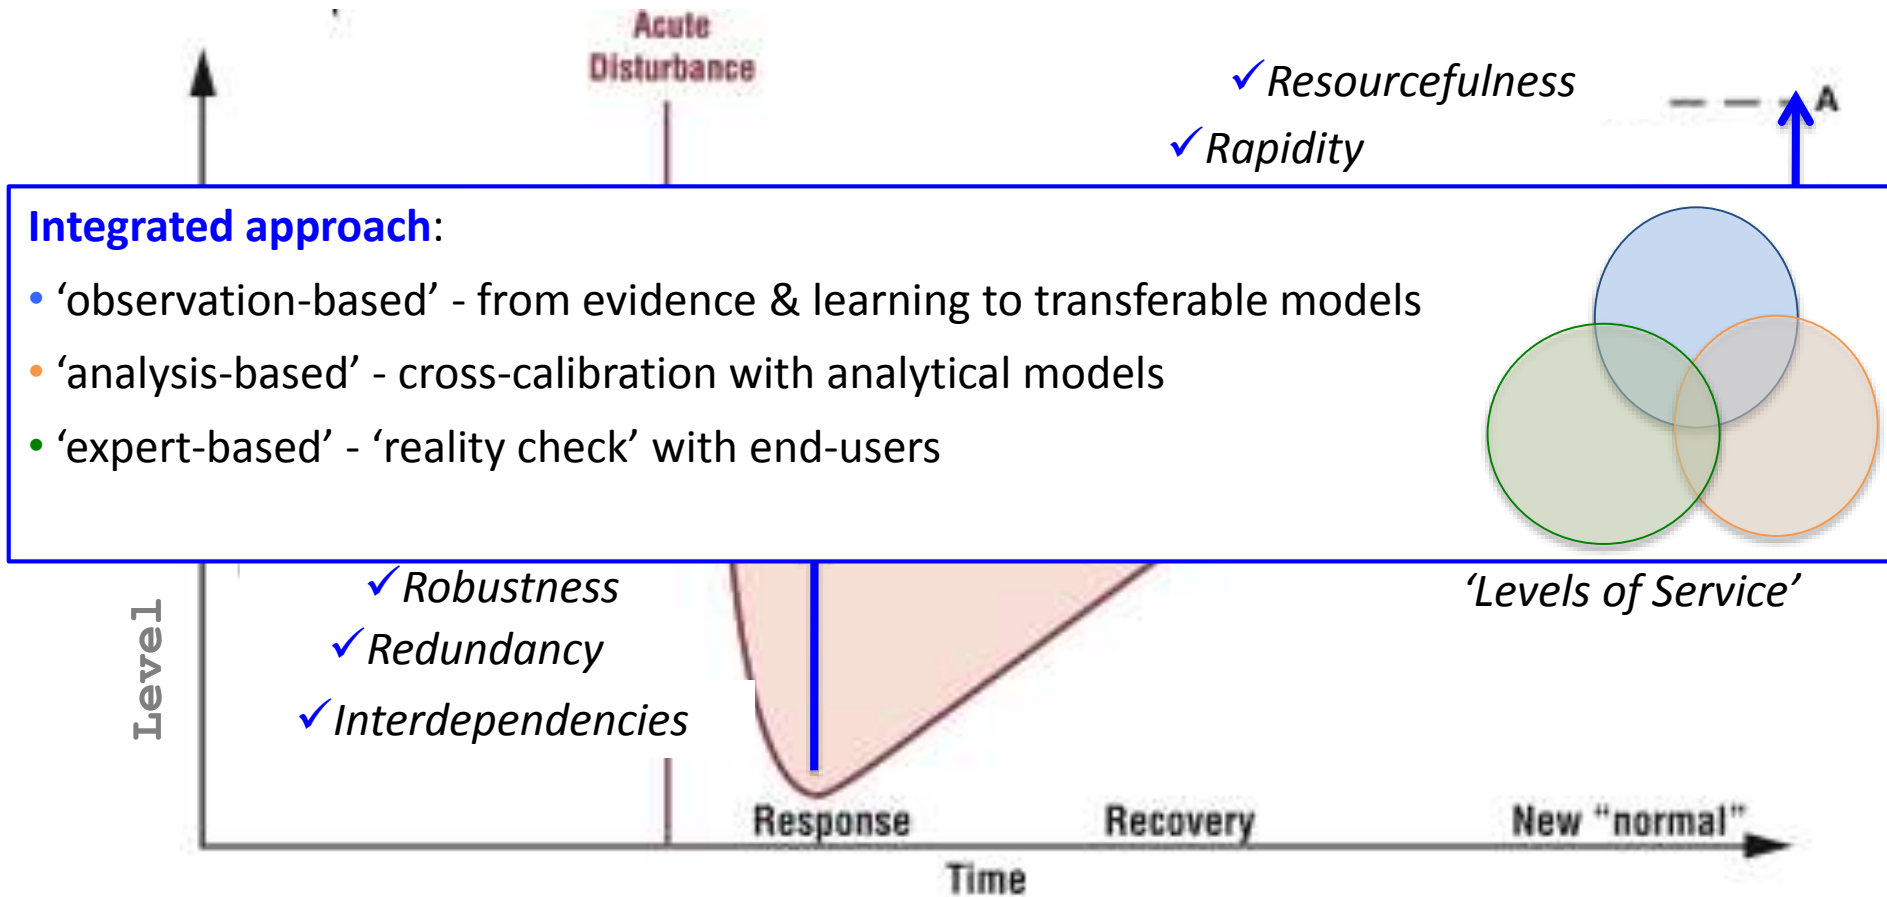 Acute
Disturbance
✓Resourcefulness
A
✓Rapidity
Integrated approach:
• ‘observation-based’ - from evidence & learning to transferable models
• ‘analysis-based’ - cross-calibration with analytical models
• ‘expert-based’ - ‘reality check’ with end-users
✓Robustness
‘Levels of Service’
✓Redundancy
Level
✓Interdependencies
Response
Recovery
New “normal”
Time